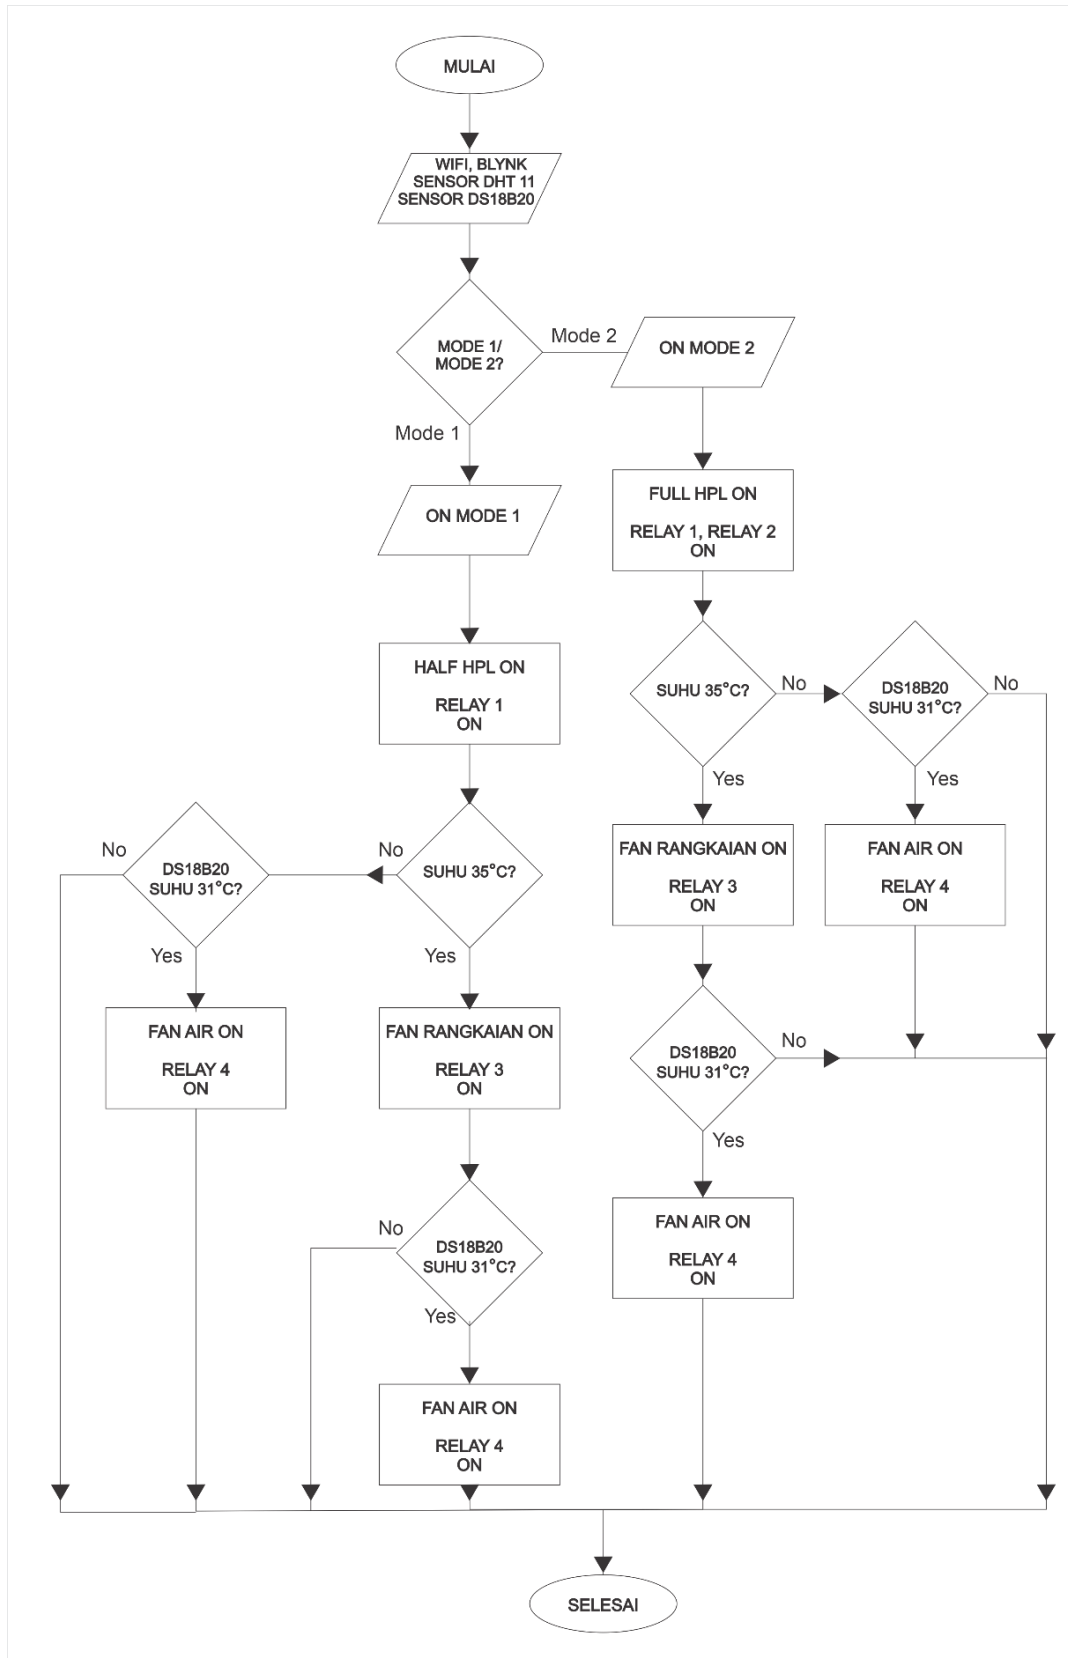 MULAI
WIFI, BLYNK
SENSOR DHT 11
SENSOR DS18B20
MODE 1/
MODE 2?
Mode 2
ON MODE 2
Mode 1
ON MODE 1
FULL HPL ON
RELAY 1, RELAY 2
ON
HALF HPL ON
RELAY 1
ON
SUHU 35°C?
No
DS18B20
SUHU 31°C?
No
Yes
Yes
FAN RANGKAIAN ON
RELAY 3
ON
FAN AIR ON
RELAY 4
ON
No
DS18B20
SUHU 31°C?
No
SUHU 35°C?
Yes
Yes
FAN AIR ON
RELAY 4
ON
FAN RANGKAIAN ON
RELAY 3
ON
DS18B20
SUHU 31°C?
No
Yes
FAN AIR ON
RELAY 4
ON
No
DS18B20
SUHU 31°C?
Yes
FAN AIR ON
RELAY 4
ON
SELESAI